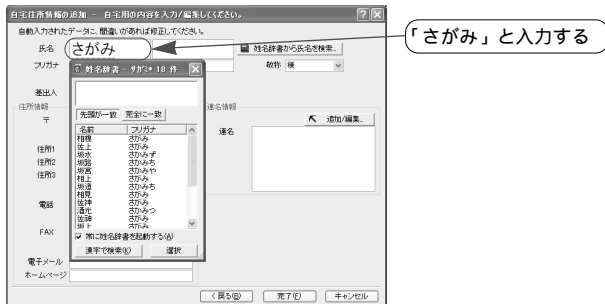 自宅住所情報の追加 － 自宅用の内容を入力/編集してください。
自動入力されたデータに、間違いがあれば修正してください。
氏名 さがみ 姓名辞書から氏名を検索...
「さがみ」と入力する
フリガナ 敬称 様
差出人
姓名辞書 - ｻｶﾞﾐ* 18 件
先頭が一致 完全に一致
名前 フリガナ
相模 さがみ
佐上 さがみ
坂水 さかみず
坂路 さかみち
坂宮 さかみや
相上 さがみ
坂道 さかみち
相見 さがみ
佐神 さがみ
酒光 さかみつ
坂上 さがみ
常に姓名辞書を起動する(A)
漢字で検索(K) 選択
住所情報
〒
住所1
住所2
住所3
電話
FAX
電子メール
ホームページ
連名情報
追加/編集...
連名
< 戻る(B) 完了(F) キャンセル